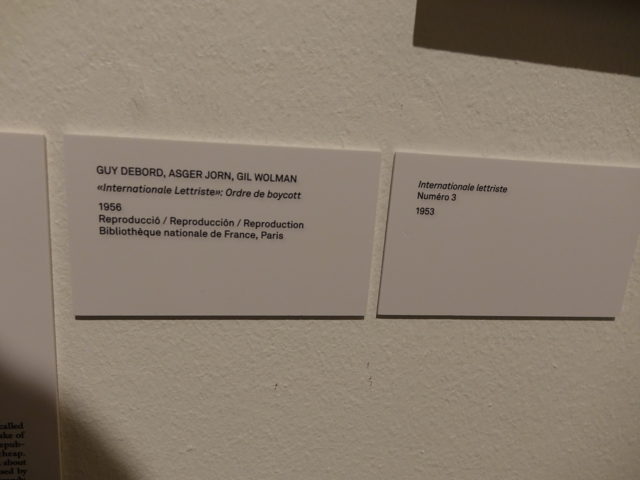 GUY DEBORD, ASGER JORN, GIL WOLMAN
«Internationale Lettriste»: Ordre de boycott
1956
Reproducció / Reproducción / Reproduction
Bibliothèque nationale de France, Paris
Internationale lettriste
Numéro 3
1953
called
ake of
epub-
cheap.
about
sed by